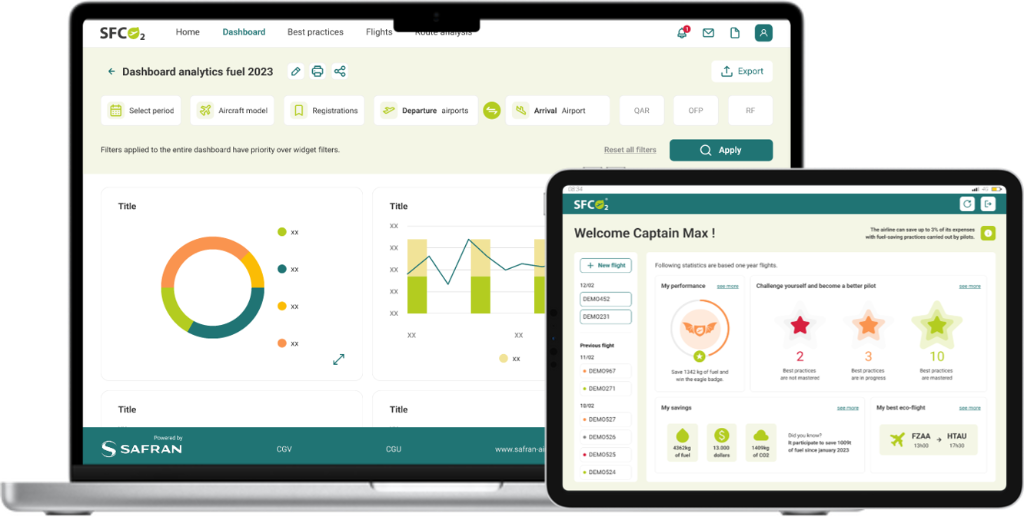 SFCO2
Home Dashboard Best practices Flights Route analysis
1
Dashboard analytics fuel 2023
Export
Select period Aircraft model Registrations Departure airports Arrival Airport QAR OFP RF
Filters applied to the entire dashboard have priority over widget filters.
Reset all filters
Apply
Title
xx
xx
xx
xx
Title
XX
XX
XX
XX
XX
XX XX
xx
Title
Title
Powered by
SAFRAN
CGV
CGU
www.safran-ai
08:34
4G
SFCO2
Welcome Captain Max !
The airline can save up to 3% of its expenses
with fuel-saving practices carried out by pilots.
+ New flight
12/02
DEMO452
DEMO231
Previous flight
11/02
DEMO967
DEMO271
10/02
DEMO527
DEMO526
DEMO525
DEMO524
Following statistics are based one year flights.
My performance see more
Save 1342 kg of fuel and
win the eagle badge.
Challenge yourself and become a better pilot see more
2
Best practices
are not mastered
3
Best practices
are in progress
10
Best practices
are mastered
My savings see more
4362kg
of fuel
$
13.000
dollars
1409kg
of CO2
Did you know?
It participate to save 100t
of fuel since january 2023
My best eco-flight see more
FZAA → HTAU
13h00 17h30